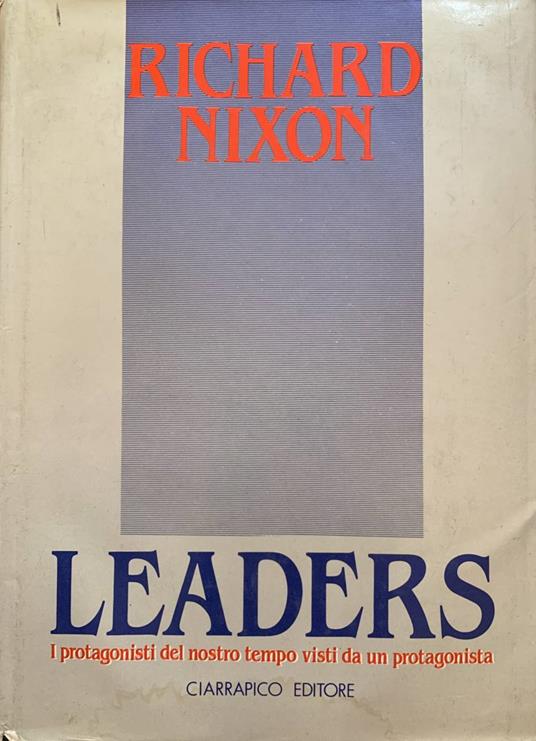 RICHARD
NIXON
LEADERS
I protagonisti del nostro tempo visti da un protagonista
CIARRAPICO EDITORE